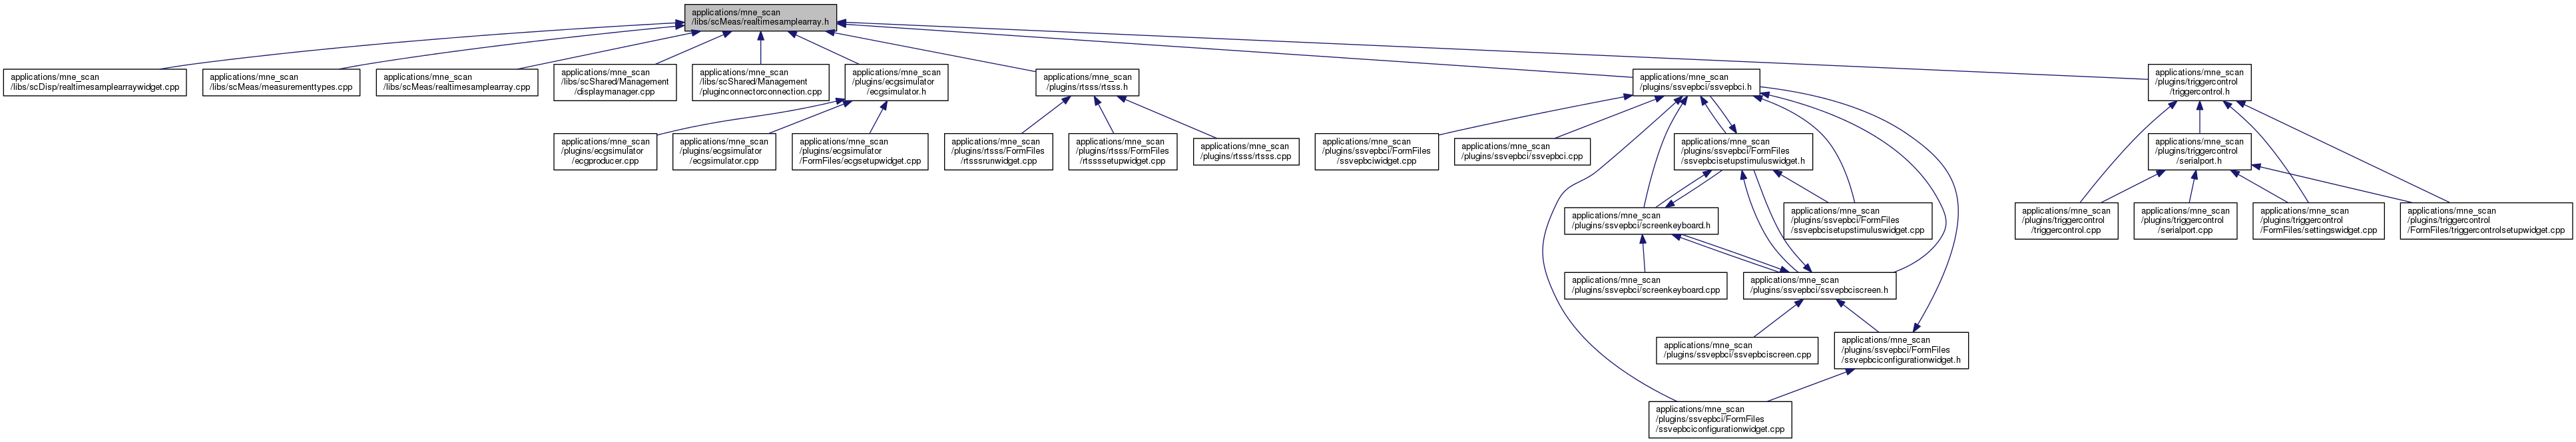 applications/mne_scan
/libs/scMeas/realtimesamplearray.h
applications/mne_scan
/libs/scDisp/realtimesamplearraywidget.cpp
applications/mne_scan
/libs/scMeas/measurementtypes.cpp
applications/mne_scan
/libs/scMeas/realtimesamplearray.cpp
applications/mne_scan
/libs/scShared/Management
/displaymanager.cpp
applications/mne_scan
/libs/scShared/Management
/pluginconnectorconnection.cpp
applications/mne_scan
/plugins/ecgsimulator
/ecgsimulator.h
applications/mne_scan
/plugins/rtsss/rtsss.h
applications/mne_scan
/plugins/ssvepbci/ssvepbci.h
applications/mne_scan
/plugins/triggercontrol
/triggercontrol.h
applications/mne_scan
/plugins/ecgsimulator
/ecgproducer.cpp
applications/mne_scan
/plugins/ecgsimulator
/ecgsimulator.cpp
applications/mne_scan
/plugins/ecgsimulator
/FormFiles/ecgsetupwidget.cpp
applications/mne_scan
/plugins/rtsss/FormFiles
/rtsssrunwidget.cpp
applications/mne_scan
/plugins/rtsss/FormFiles
/rtssssetupwidget.cpp
applications/mne_scan
/plugins/rtsss/rtsss.cpp
applications/mne_scan
/plugins/ssvepbci/FormFiles
/ssvepbciwidget.cpp
applications/mne_scan
/plugins/ssvepbci/ssvepbci.cpp
applications/mne_scan
/plugins/ssvepbci/FormFiles
/ssvepbcisetupstimuluswidget.h
applications/mne_scan
/plugins/triggercontrol
/serialport.h
applications/mne_scan
/plugins/ssvepbci/screenkeyboard.h
applications/mne_scan
/plugins/ssvepbci/FormFiles
/ssvepbcisetupstimuluswidget.cpp
applications/mne_scan
/plugins/triggercontrol
/triggercontrol.cpp
applications/mne_scan
/plugins/triggercontrol
/serialport.cpp
applications/mne_scan
/plugins/triggercontrol
/FormFiles/settingswidget.cpp
applications/mne_scan
/plugins/triggercontrol
/FormFiles/triggercontrolsetupwidget.cpp
applications/mne_scan
/plugins/ssvepbci/screenkeyboard.cpp
applications/mne_scan
/plugins/ssvepbci/ssvepbciscreen.h
applications/mne_scan
/plugins/ssvepbci/ssvepbciscreen.cpp
applications/mne_scan
/plugins/ssvepbci/FormFiles
/ssvepbciconfigurationwidget.h
applications/mne_scan
/plugins/ssvepbci/FormFiles
/ssvepbciconfigurationwidget.cpp